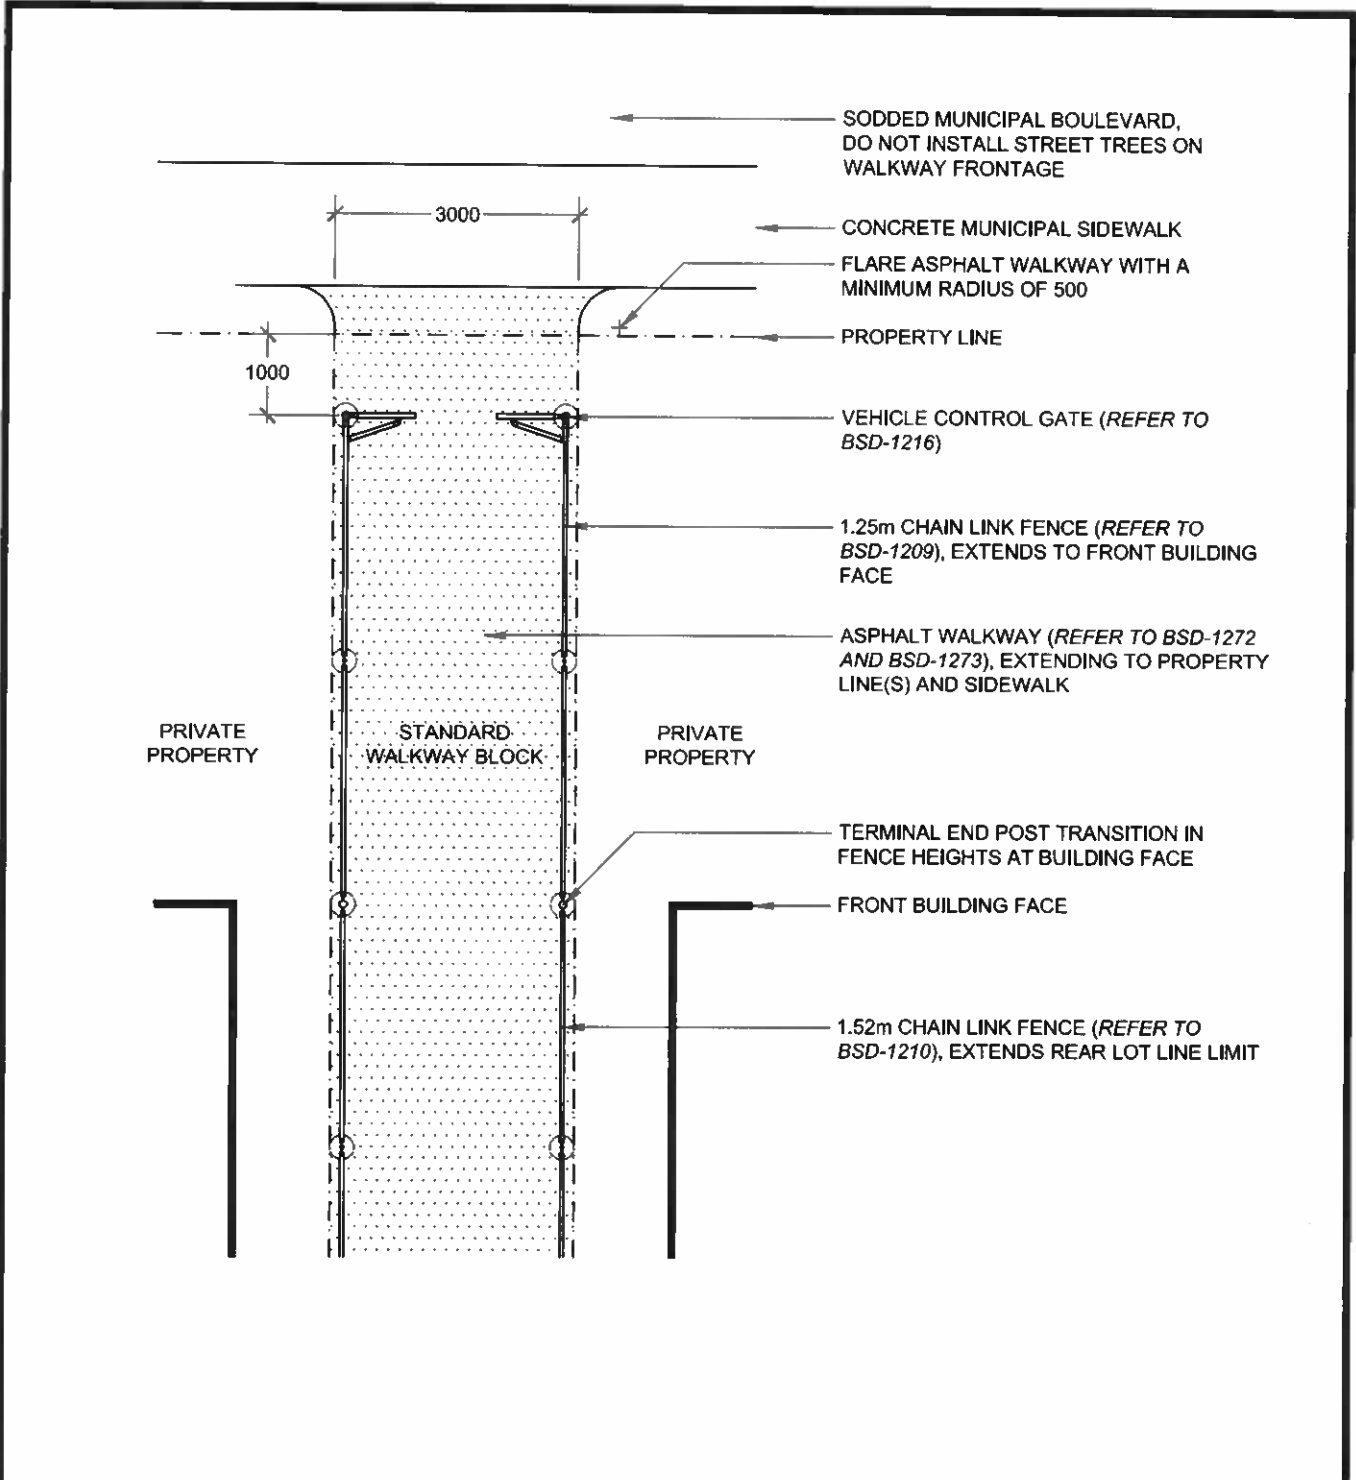 SODDED MUNICIPAL BOULEVARD,
DO NOT INSTALL STREET TREES ON
WALKWAY FRONTAGE
3000
CONCRETE MUNICIPAL SIDEWALK
FLARE ASPHALT WALKWAY WITH A
MINIMUM RADIUS OF 500
PROPERTY LINE
1000
VEHICLE CONTROL GATE (REFER TO
BSD-1216)
1.25m CHAIN LINK FENCE (REFER TO
BSD-1209), EXTENDS TO FRONT BUILDING
FACE
ASPHALT WALKWAY (REFER TO BSD-1272
AND BSD-1273), EXTENDING TO PROPERTY
LINE(S) AND SIDEWALK
PRIVATE
PROPERTY
STANDARD
WALKWAY BLOCK
PRIVATE
PROPERTY
TERMINAL END POST TRANSITION IN
FENCE HEIGHTS AT BUILDING FACE
FRONT BUILDING FACE
1.52m CHAIN LINK FENCE (REFER TO
BSD-1210), EXTENDS REAR LOT LINE LIMIT